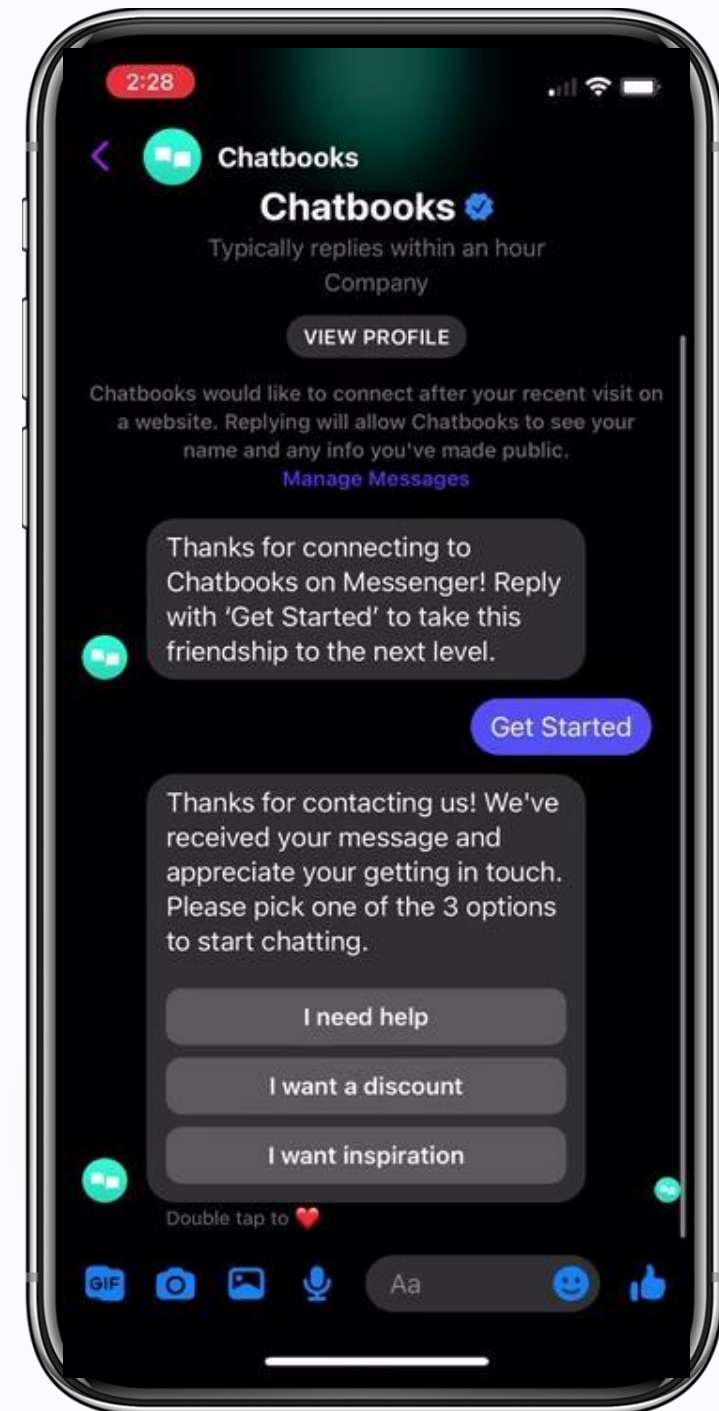 2:28
Chatbooks
Chatbooks
Typically replies within an hour
Company
VIEW PROFILE
Chatbooks would like to connect after your recent visit on
a website. Replying will allow Chatbooks to see your
name and any info you've made public.
Manage Messages
Thanks for connecting to
Chatbooks on Messenger! Reply
with ‘Get Started’ to take this
friendship to the next level.
Get Started
Thanks for contacting us! We've
received your message and
appreciate your getting in touch.
Please pick one of the 3 options
to start chatting.
I need help
I want a discount
I want inspiration
Double tap to ❤️
GIF
Aa